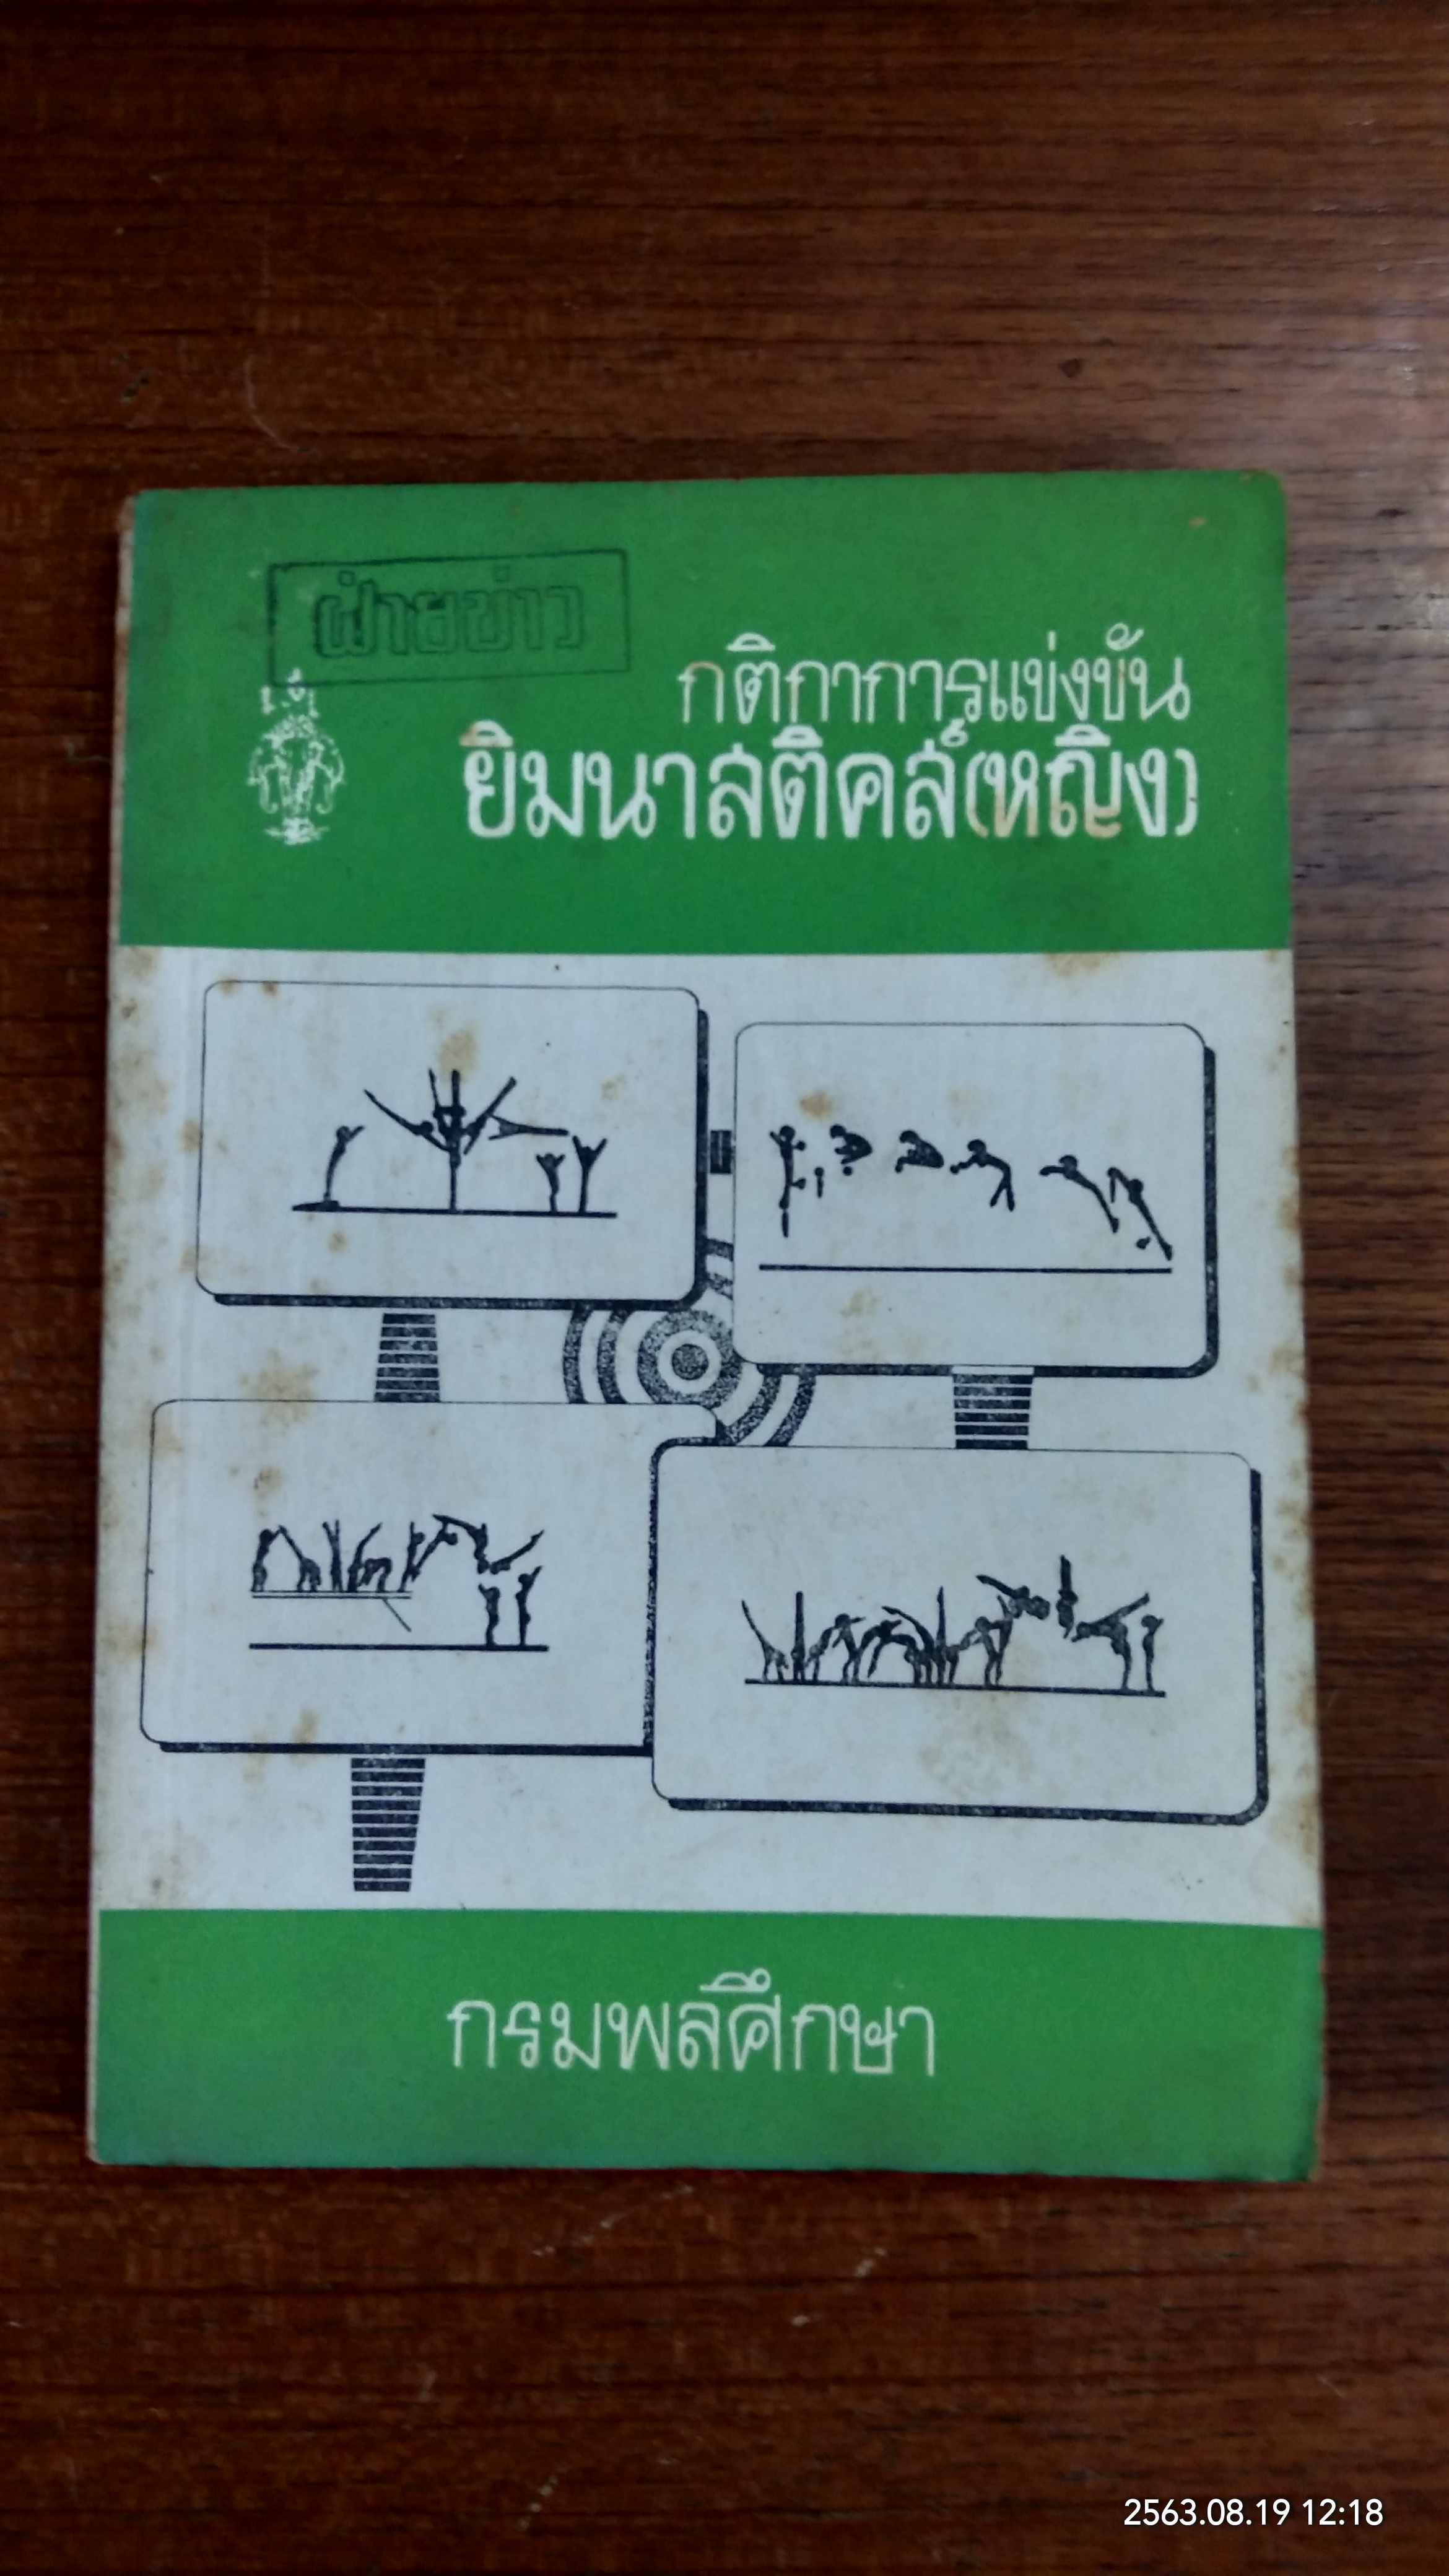 ฝ่ายข่าว
กติกาการแข่งขัน
ยิมนาสติคส์(หญิง)
กรมพลศึกษา
2563.08.19 12:18